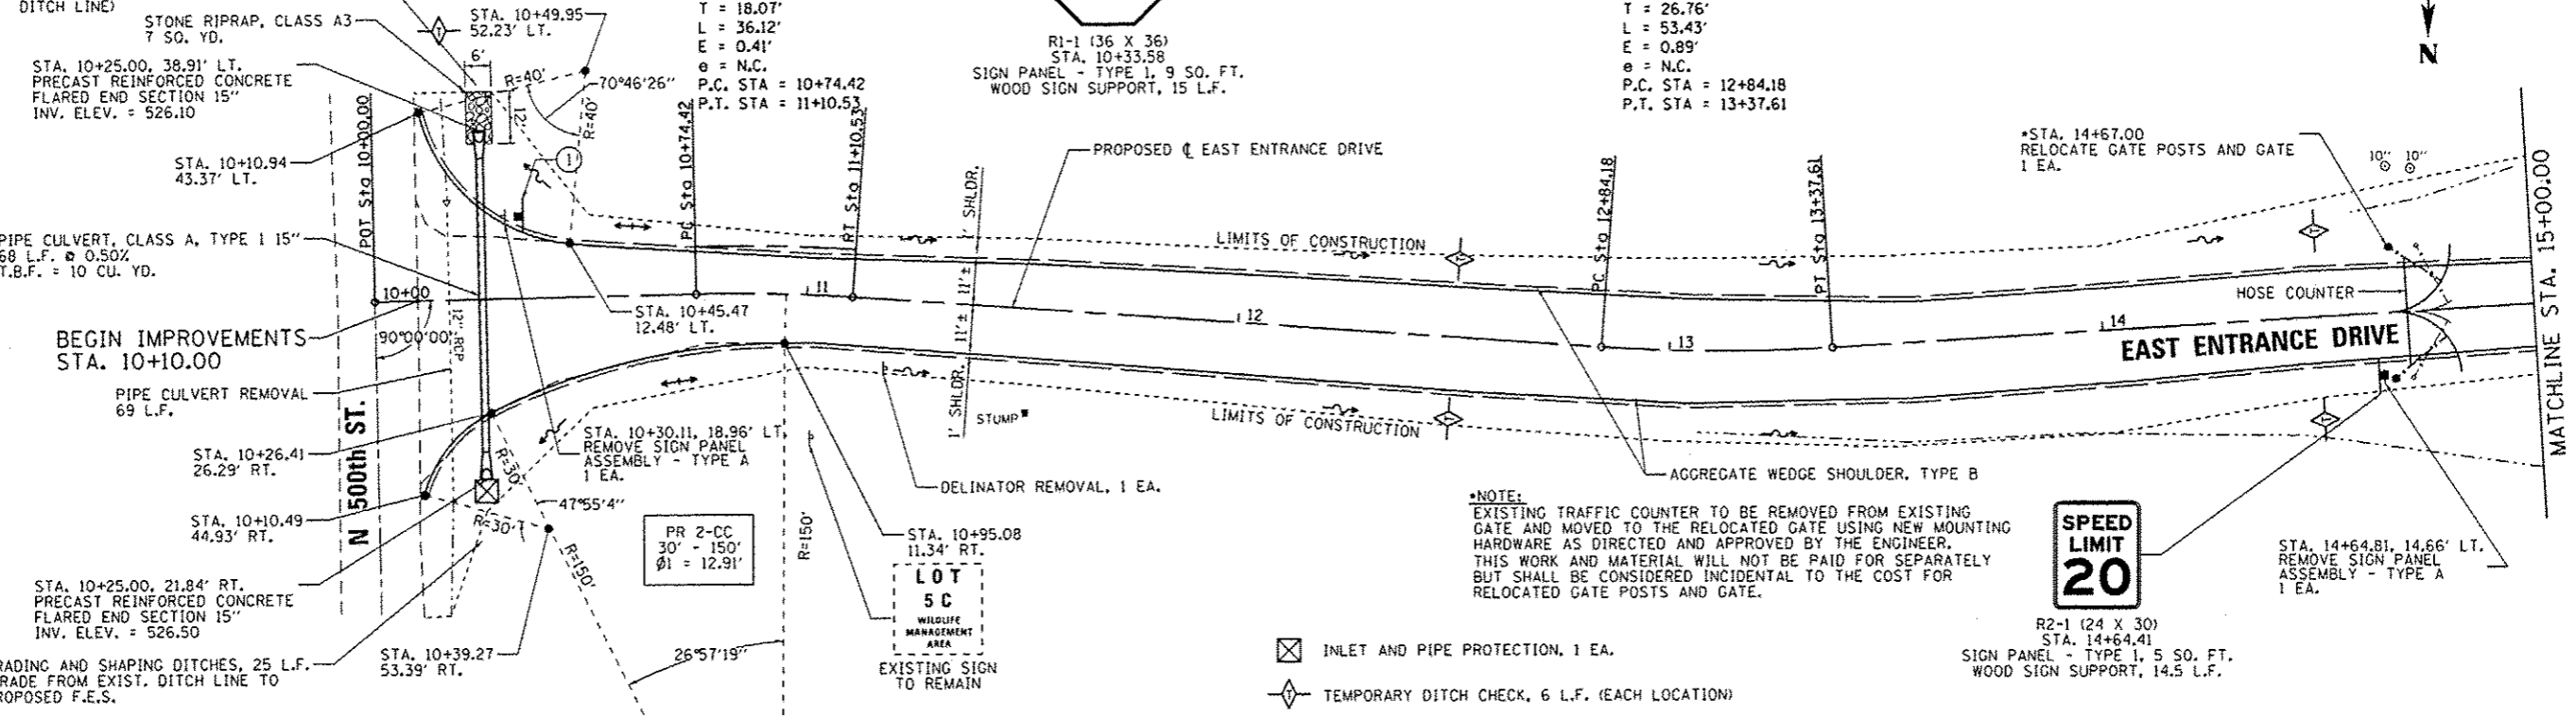 DITCH LINE)
STONE RIPRAP, CLASS A3
7 SQ. YD.
STA. 10+49.95
52.23' LT.
6'
R=40'
70°46'26"
12'
R=40'
1
STA. 10+25.00, 38.91' LT.
PRECAST REINFORCED CONCRETE
FLARED END SECTION 15"
INV. ELEV. = 526.10
STA. 10+10.94
43.37' LT.
T = 18.07'
L = 36.12'
E = 0.41'
e = N.C.
P.C. STA = 10+74.42
P.T. STA = 11+10.53
R1-1 (36 X 36)
STA. 10+33.58
SIGN PANEL - TYPE 1, 9 SQ. FT.
WOOD SIGN SUPPORT, 15 L.F.
T = 26.76'
L = 53.43'
E = 0.89'
e = N.C.
P.C. STA = 12+84.18
P.T. STA = 13+37.61
N
POT Sta 10+00.00
PC Sta 10+74.42
PT Sta 11+10.53
PC Sta 12+84.18
PT Sta 13+37.61
PROPOSED ℄ EAST ENTRANCE DRIVE
*STA. 14+67.00
RELOCATE GATE POSTS AND GATE
1 EA.
10" 10"
MATCHLINE STA. 15+00.00
PIPE CULVERT, CLASS A, TYPE 1 15"
68 L.F. @ 0.50%
T.B.F. = 10 CU. YD.
LIMITS OF CONSTRUCTION
1' SHLDR.
11'±
11'±
1' SHLDR.
10+00
11
12
13
14
HOSE COUNTER
EAST ENTRANCE DRIVE
BEGIN IMPROVEMENTS
STA. 10+10.00
90°00'00"
12" RCP
STA. 10+45.47
12.48' LT.
PIPE CULVERT REMOVAL
69 L.F.
N 500th ST.
STA. 10+26.41
26.29' RT.
STA. 10+30.11, 18.96' LT.
REMOVE SIGN PANEL
ASSEMBLY - TYPE A
1 EA.
STUMP
LIMITS OF CONSTRUCTION
DELINATOR REMOVAL, 1 EA.
AGGREGATE WEDGE SHOULDER, TYPE B
STA. 10+10.49
44.93' RT.
R=30'
R=30'
47°55'4"
R=150'
R=150'
PR 2-CC
30' - 150'
Ø1 = 12.91'
STA. 10+95.08
11.34' RT.
LOT
5 C
WILDLIFE
MANAGEMENT
AREA
EXISTING SIGN
TO REMAIN
*NOTE:
EXISTING TRAFFIC COUNTER TO BE REMOVED FROM EXISTING
GATE AND MOVED TO THE RELOCATED GATE USING NEW MOUNTING
HARDWARE AS DIRECTED AND APPROVED BY THE ENGINEER.
THIS WORK AND MATERIAL WILL NOT BE PAID FOR SEPARATELY
BUT SHALL BE CONSIDERED INCIDENTAL TO THE COST FOR
RELOCATED GATE POSTS AND GATE.
SPEED
LIMIT
20
R2-1 (24 X 30)
STA. 14+64.41
SIGN PANEL - TYPE 1, 5 SQ. FT.
WOOD SIGN SUPPORT, 14.5 L.F.
STA. 14+64.81, 14.66' LT.
REMOVE SIGN PANEL
ASSEMBLY - TYPE A
1 EA.
STA. 10+25.00, 21.84' RT.
PRECAST REINFORCED CONCRETE
FLARED END SECTION 15"
INV. ELEV. = 526.50
RADING AND SHAPING DITCHES, 25 L.F.
RADE FROM EXIST. DITCH LINE TO
ROPOSED F.E.S.
STA. 10+39.27
53.39' RT.
26°57'19"
INLET AND PIPE PROTECTION, 1 EA.
T TEMPORARY DITCH CHECK, 6 L.F. (EACH LOCATION)